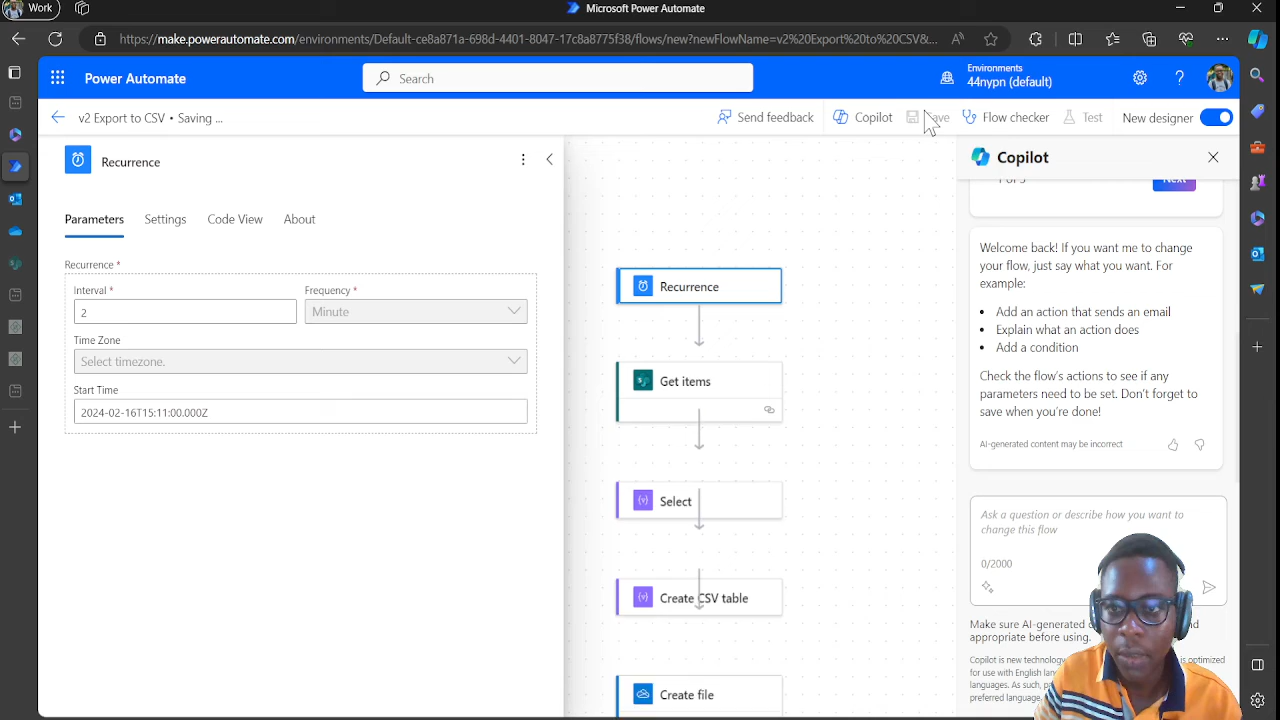 Work
Microsoft Power Automate
https://make.powerautomate.com/environments/Default-ce8a871a-698d-4401-8047-17c8a8775f38/flows/new?newFlowName=v2%20Export%20to%20CSV&...
Power Automate
Search
Environments
44nypn (default)
v2 Export to CSV • Saving ...
Send feedback
Copilot
Flow checker
Test
New designer
Recurrence
Parameters
Settings
Code View
About
Recurrence *
Interval *
2
Frequency *
Minute
Time Zone
Select timezone.
Start Time
2024-02-16T15:11:00.000Z
Recurrence
Get items
Select
Create CSV table
Create file
Copilot
Next
Welcome back! If you want me to change
your flow, just say what you want. For
example:
• Add an action that sends an email
• Explain what an action does
• Add a condition
Check the flow's actions to see if any
parameters need to be set. Don't forget to
save when you're done!
AI-generated content may be incorrect
Ask a question or describe how you want to
change this flow
0/2000
Make sure AI-generated
appropriate before using.
Copilot is new technology
is optimized
for use with English
languages. As such,
preferred language.